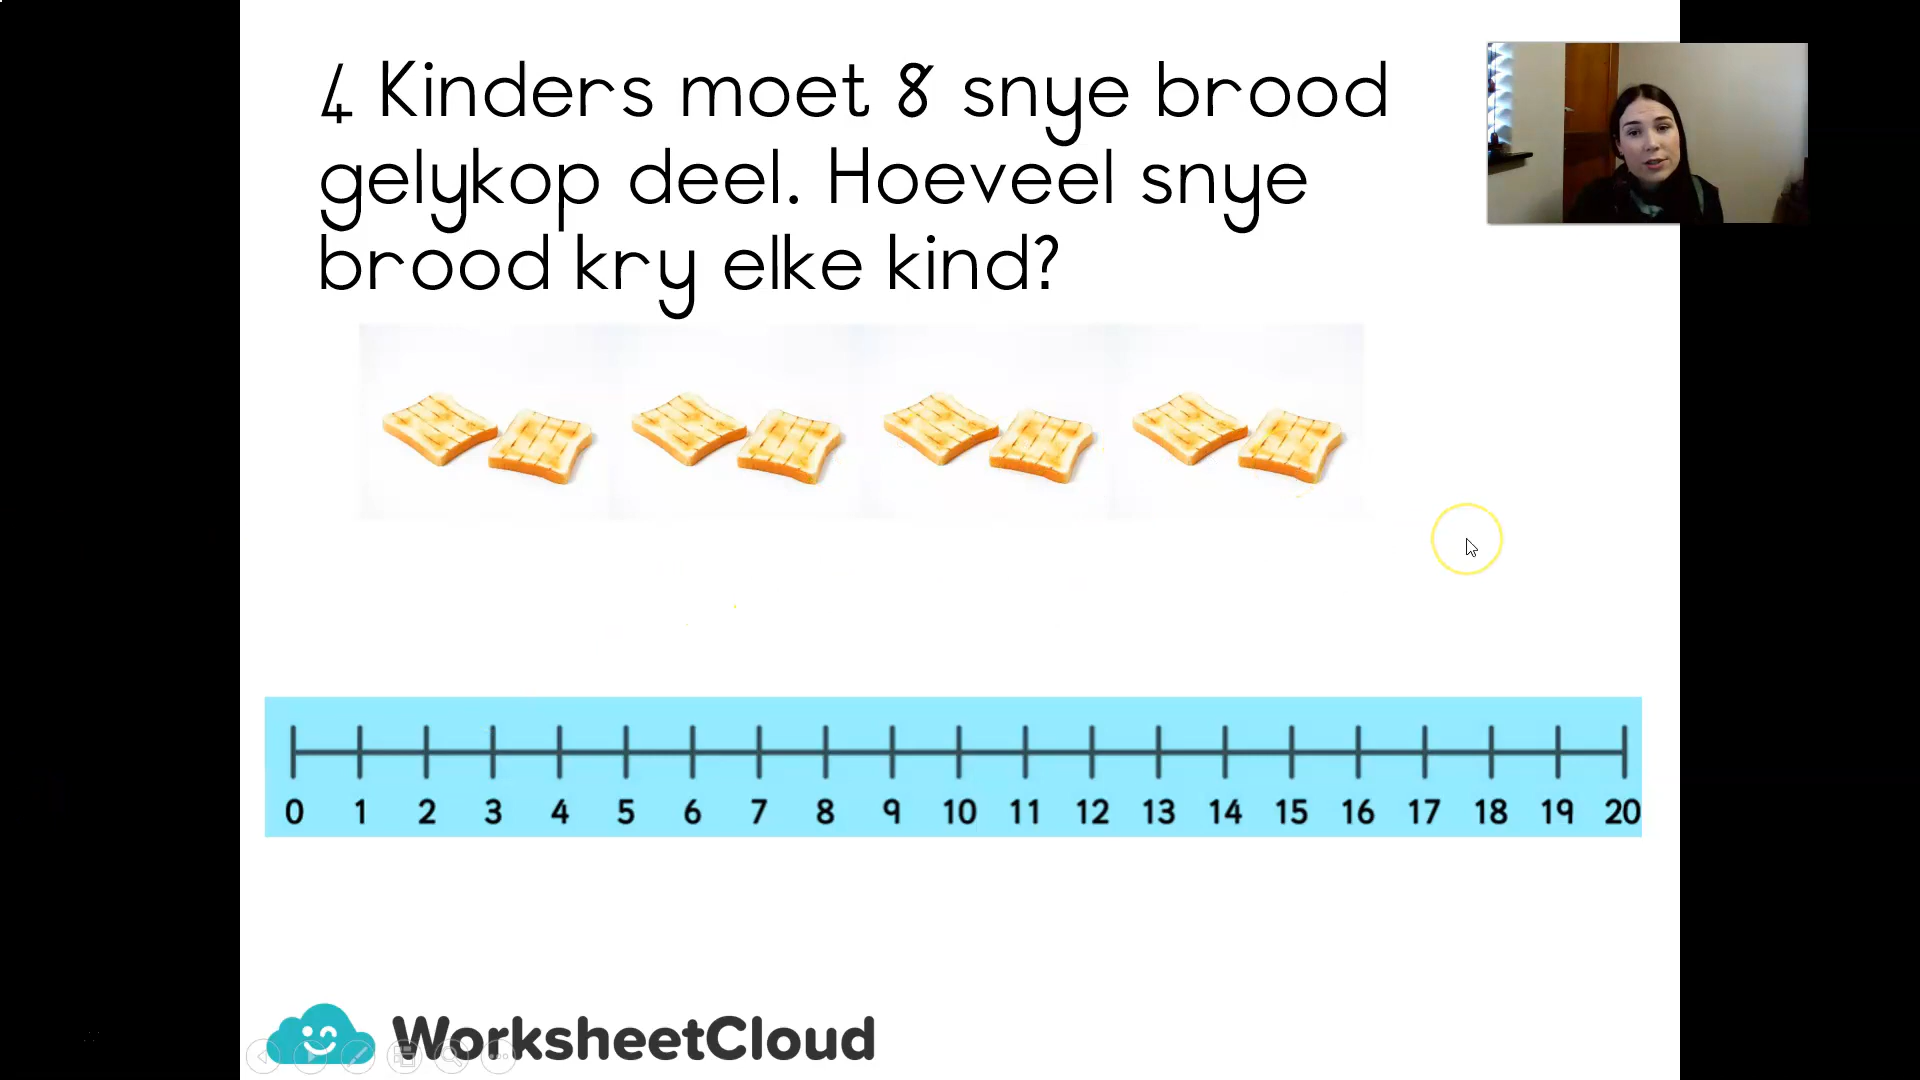 4 Kinders moet 8 snye brood
gelykop deel. Hoeveel snye
brood kry elke kind?
0 1 2 3 4 5 6 7 8 9 10 11 12 13 14 15 16 17 18 19 20
WorksheetCloud